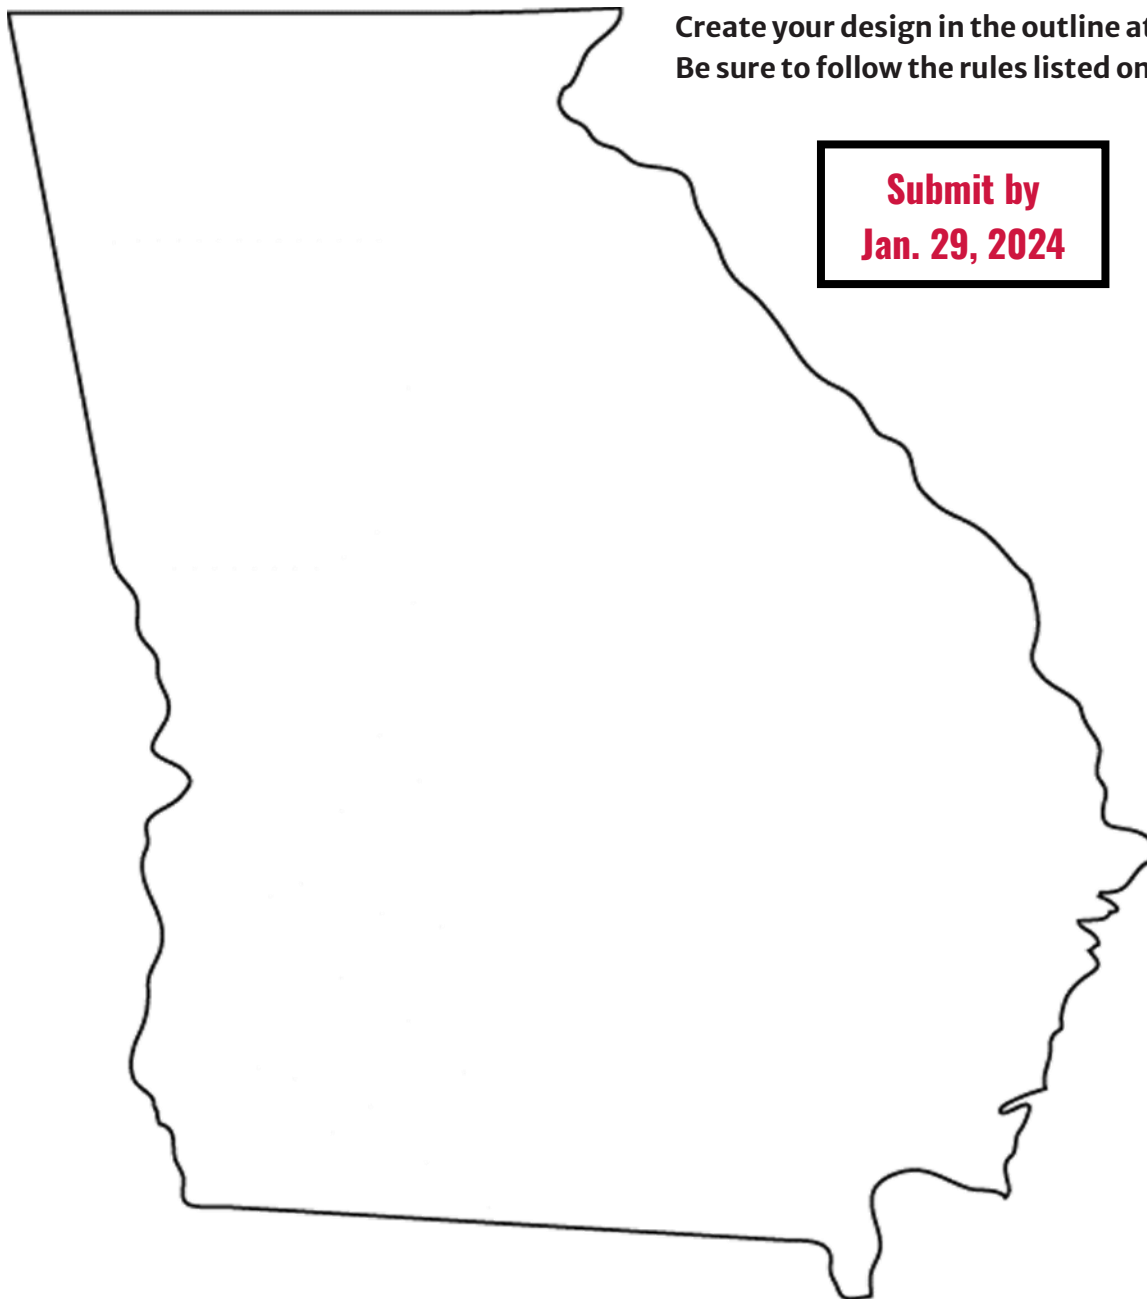 Create your design in the outline at
Be sure to follow the rules listed on
Submit by
Jan. 29, 2024